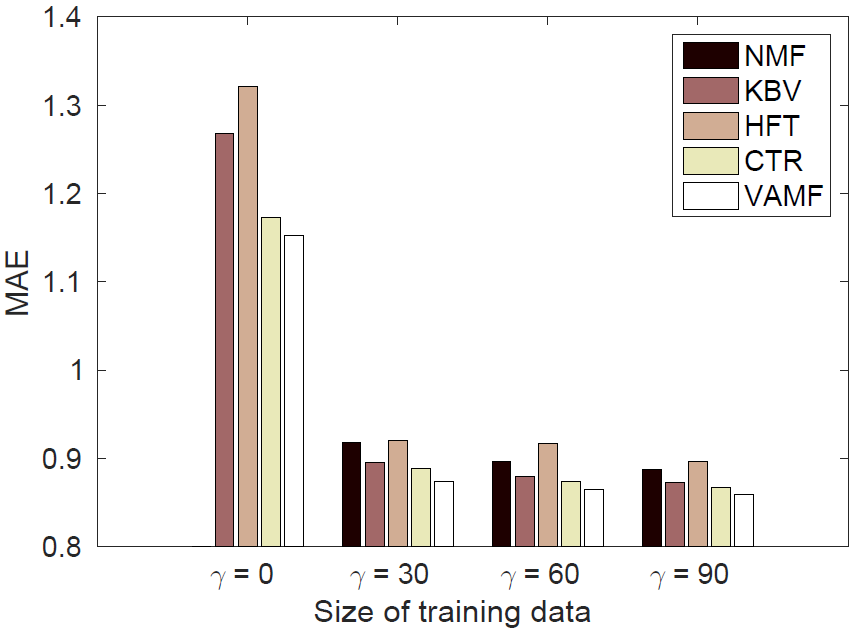 1.4
1.3
1.2
1.1
1
0.9
0.8
MAE
NMF
KBV
HFT
CTR
VAMF
γ = 0
γ = 30
γ = 60
γ = 90
Size of training data